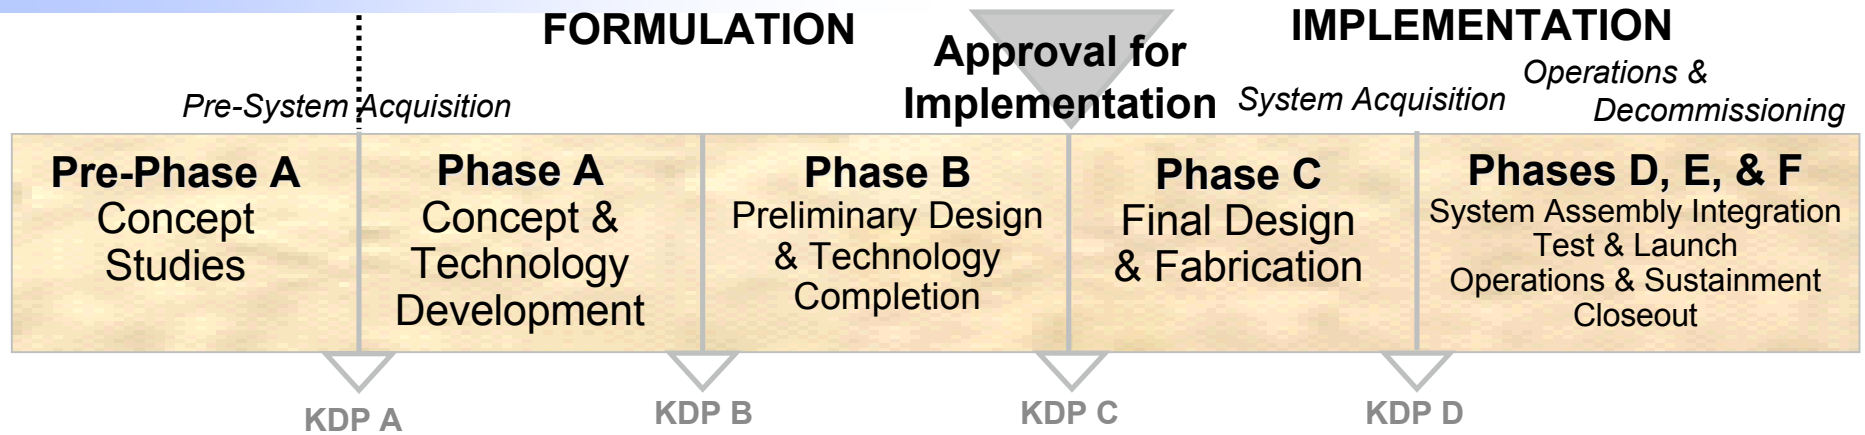 FORMULATION
Approval for
Implementation
IMPLEMENTATION
Pre-System Acquisition
System Acquisition
Operations &
Decommissioning
Pre-Phase A
Concept
Studies
Phase A
Concept &
Technology
Development
Phase B
Preliminary Design
& Technology
Completion
Phase C
Final Design
& Fabrication
Phases D, E, & F
System Assembly Integration
Test & Launch
Operations & Sustainment
Closeout
KDP A
KDP B
KDP C
KDP D